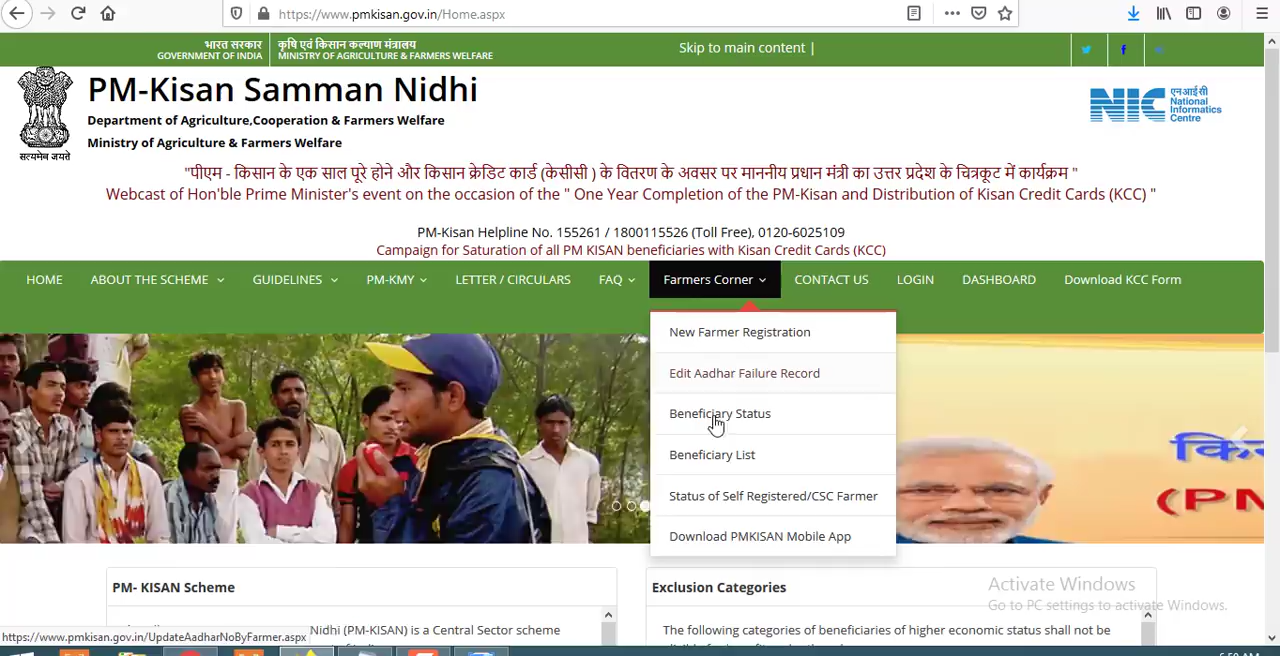 https://www.pmkisan.gov.in/Home.aspx
भारत सरकार
GOVERNMENT OF INDIA
कृषि एवं किसान कल्याण मंत्रालय
MINISTRY OF AGRICULTURE & FARMERS WELFARE
Skip to main content |
PM-Kisan Samman Nidhi
Department of Agriculture,Cooperation & Farmers Welfare
Ministry of Agriculture & Farmers Welfare
सत्यमेव जयते
NIC
एनआईसी
National
Informatics
Centre
"पीएम - किसान के एक साल पूरे होने और किसान क्रेडिट कार्ड (केसीसी ) के वितरण के अवसर पर माननीय प्रधान मंत्री का उत्तर प्रदेश के चित्रकूट में कार्यक्रम "
Webcast of Hon'ble Prime Minister's event on the occasion of the " One Year Completion of the PM-Kisan and Distribution of Kisan Credit Cards (KCC) "
PM-Kisan Helpline No. 155261 / 1800115526 (Toll Free), 0120-6025109
Campaign for Saturation of all PM KISAN beneficiaries with Kisan Credit Cards (KCC)
HOME ABOUT THE SCHEME GUIDELINES PM-KMY LETTER / CIRCULARS FAQ Farmers Corner CONTACT US LOGIN DASHBOARD Download KCC Form
New Farmer Registration
Edit Aadhar Failure Record
Beneficiary Status
Beneficiary List
Status of Self Registered/CSC Farmer
Download PMKISAN Mobile App
(PN
PM- KISAN Scheme
Nidhi (PM-KISAN) is a Central Sector scheme
Exclusion Categories
The following categories of beneficiaries of higher economic status shall not be
Activate Windows
Go to PC settings to activate Windows.
https://www.pmkisan.gov.in/UpdateAadharNoByFarmer.aspx